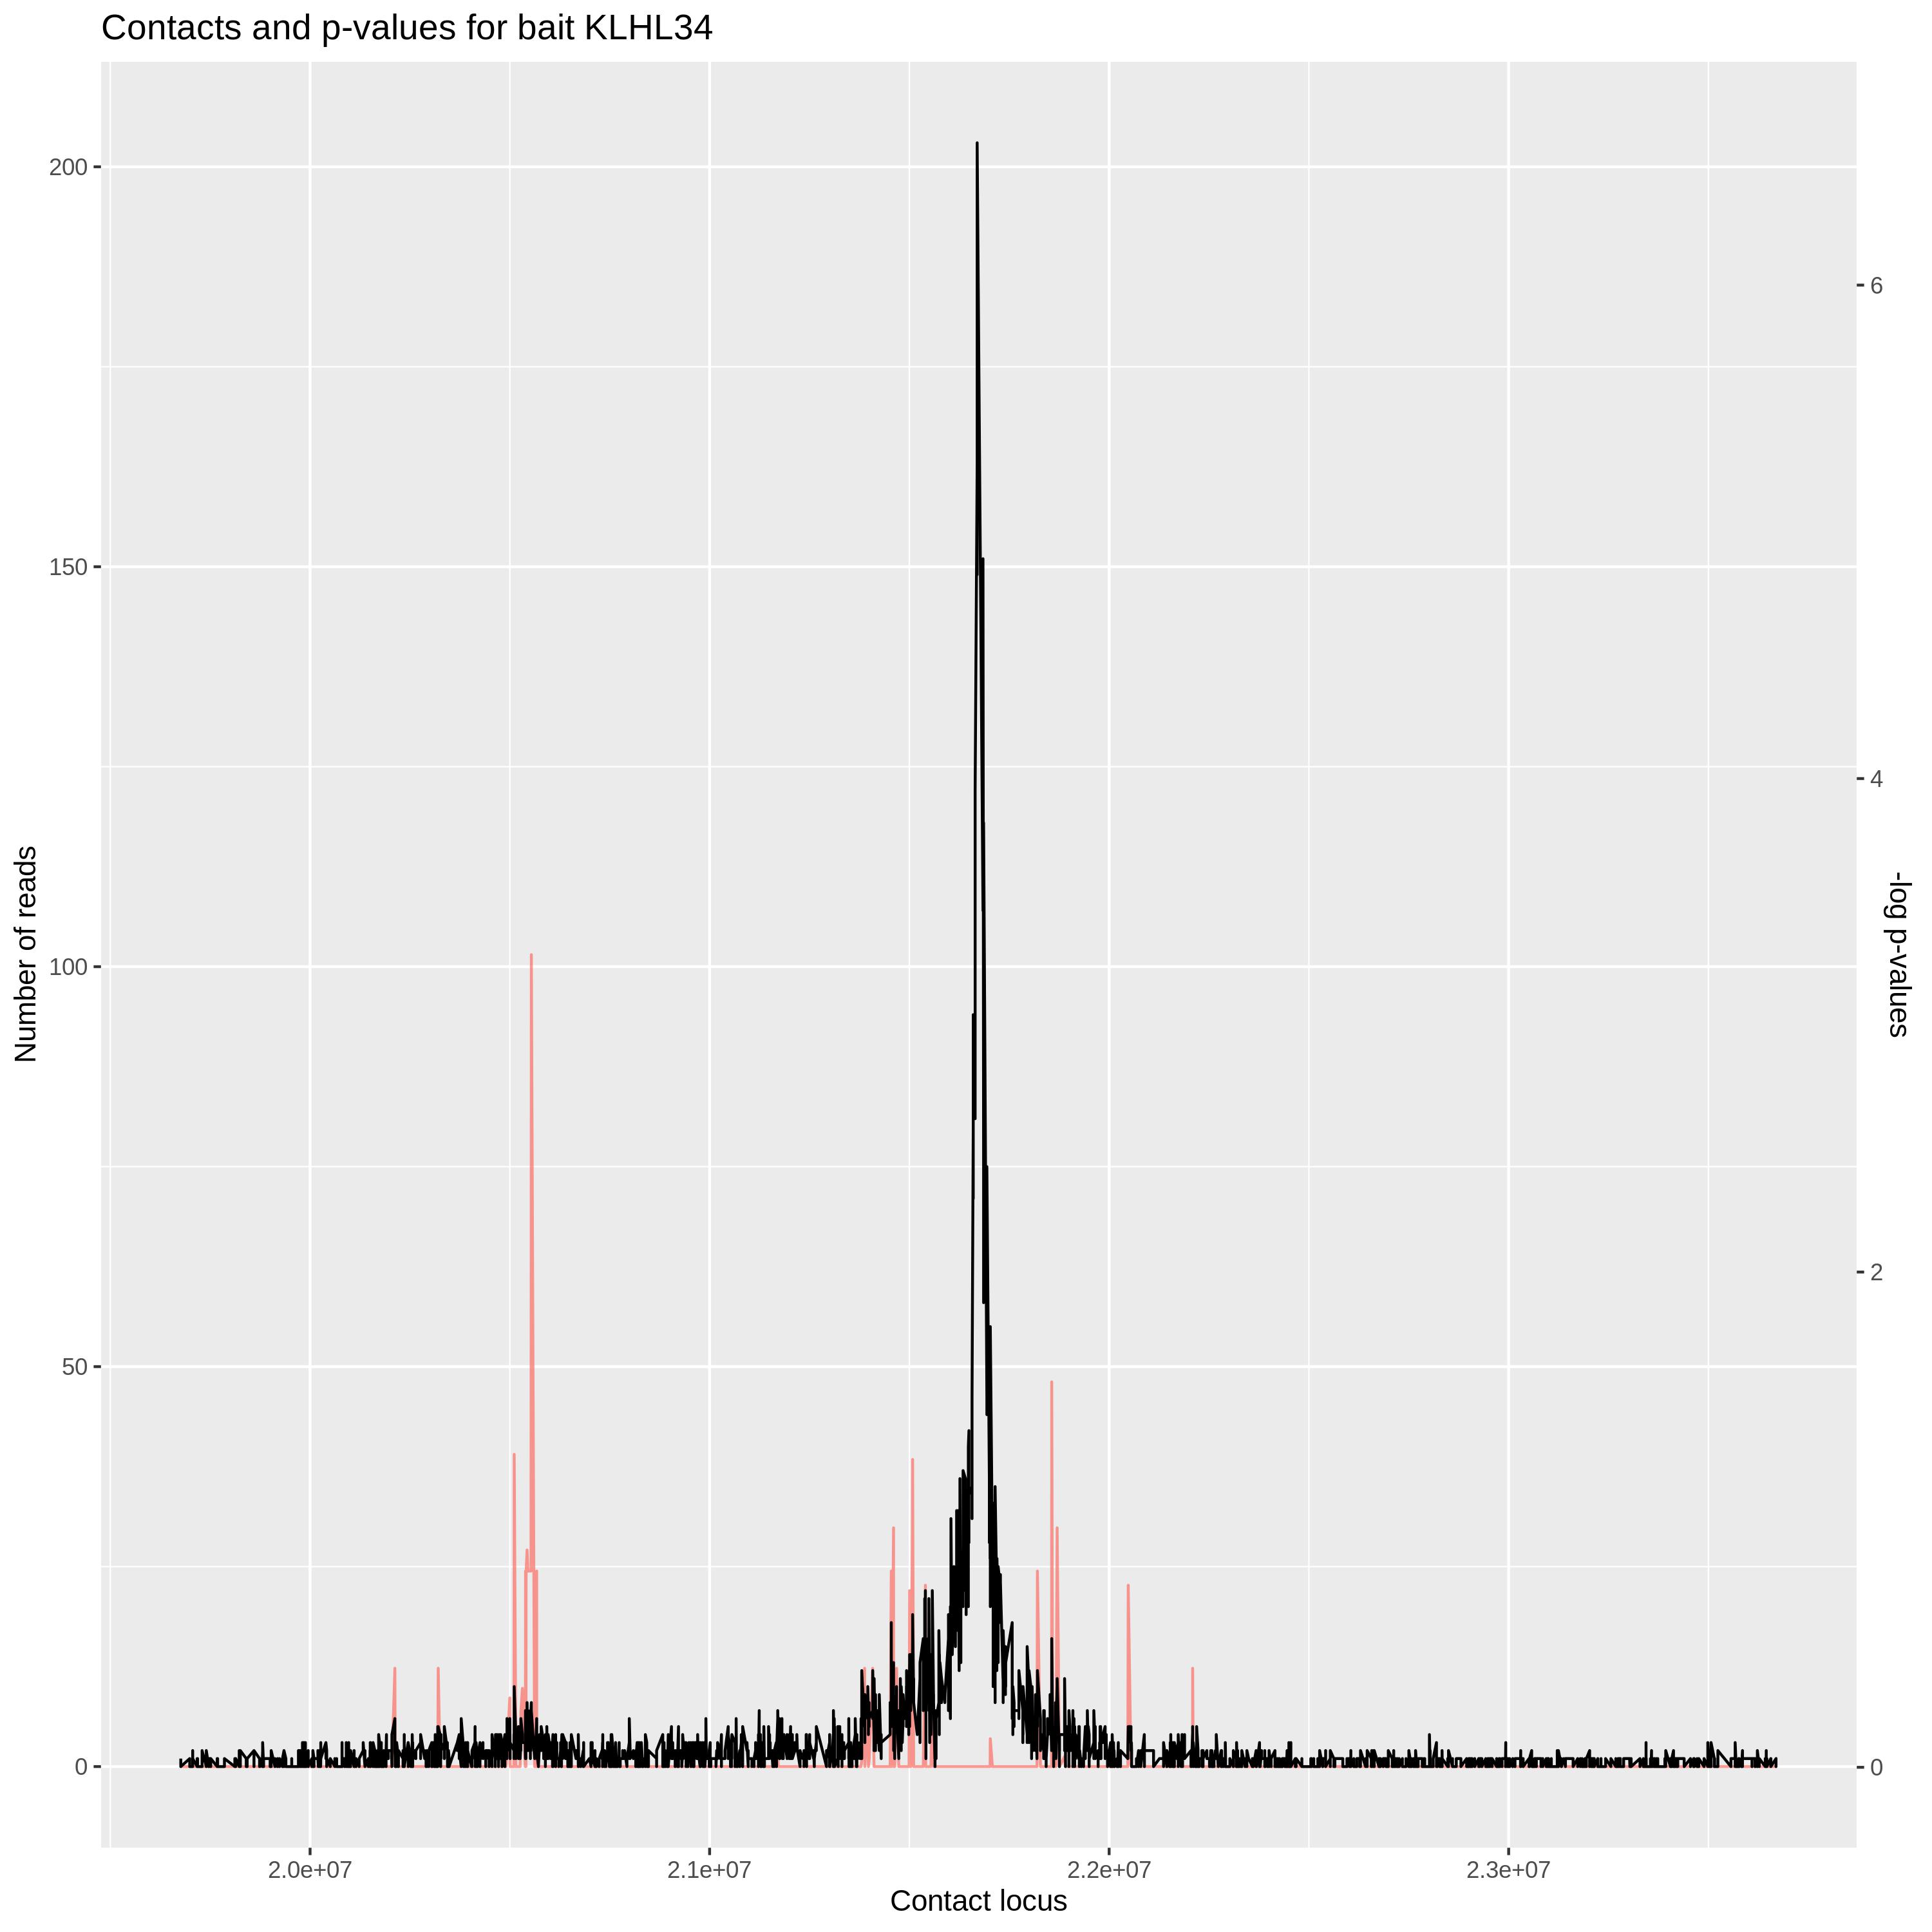 Contacts and p-values for bait KLHL34
200
150
100
50
0
Number of reads
6
4
2
0
-log p-values
2.0e+07
2.1e+07
2.2e+07
2.3e+07
Contact locus